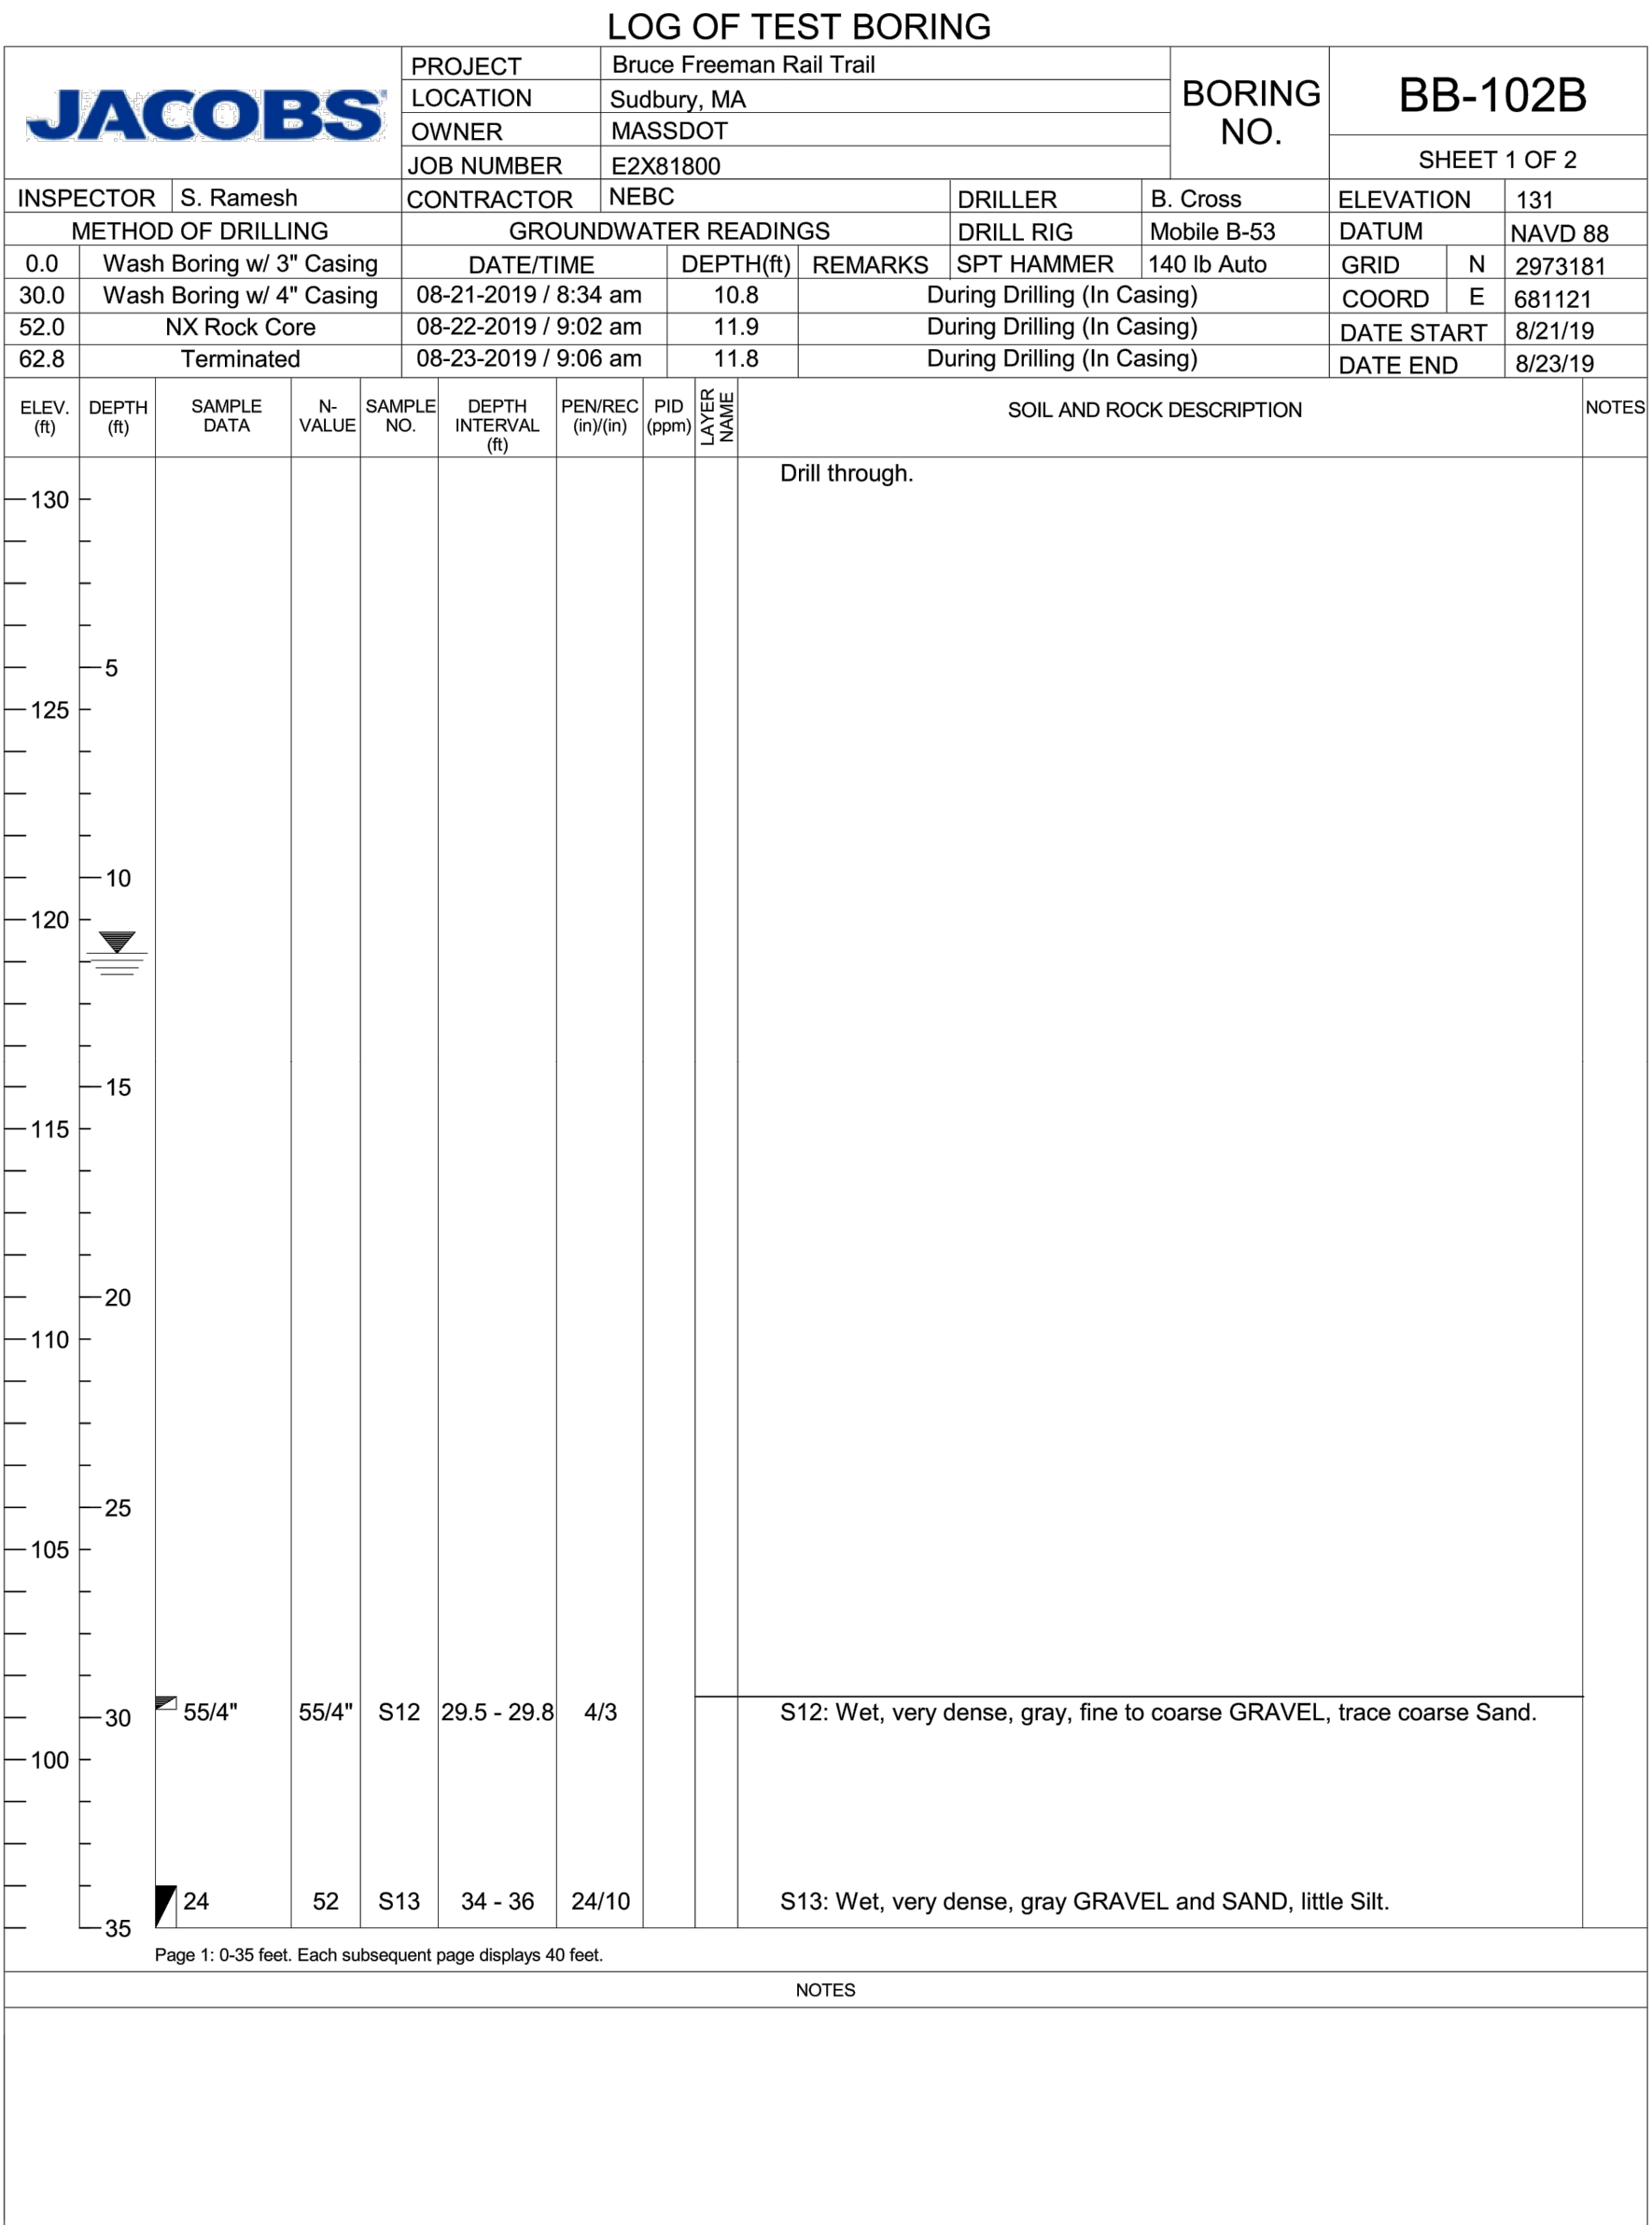 LOG OF TEST BORING
JACOBS
PROJECT Bruce Freeman Rail Trail
LOCATION Sudbury, MA
OWNER MASSDOT
JOB NUMBER E2X81800
BORING NO.
BB-102B
SHEET 1 OF 2
INSPECTOR S. Ramesh CONTRACTOR NEBC DRILLER B. Cross ELEVATION 131
METHOD OF DRILLING GROUNDWATER READINGS DRILL RIG Mobile B-53 DATUM NAVD 88
0.0 Wash Boring w/ 3" Casing DATE/TIME DEPTH(ft) REMARKS SPT HAMMER 140 lb Auto GRID N 2973181
30.0 Wash Boring w/ 4" Casing 08-21-2019 / 8:34 am 10.8 During Drilling (In Casing) COORD E 681121
52.0 NX Rock Core 08-22-2019 / 9:02 am 11.9 During Drilling (In Casing) DATE START 8/21/19
62.8 Terminated 08-23-2019 / 9:06 am 11.8 During Drilling (In Casing) DATE END 8/23/19
ELEV. (ft) DEPTH (ft) SAMPLE DATA N-VALUE SAMPLE NO. DEPTH INTERVAL (ft) PEN/REC (in)/(in) PID (ppm) LAYER NAME SOIL AND ROCK DESCRIPTION NOTES
Drill through.
130
5
125
10
120
15
115
20
110
25
105
30 55/4" 55/4" S12 29.5 - 29.8 4/3 S12: Wet, very dense, gray, fine to coarse GRAVEL, trace coarse Sand.
100
24 52 S13 34 - 36 24/10 S13: Wet, very dense, gray GRAVEL and SAND, little Silt.
35
Page 1: 0-35 feet. Each subsequent page displays 40 feet.
NOTES